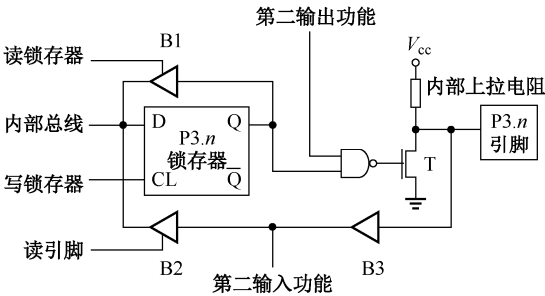 第二输出功能
B1
读锁存器
Vcc
内部上拉电阻
内部总线
D
Q
P3.n
锁存器
P3.n
引脚
T
写锁存器
CL
Q̅
读引脚
B2
第二输入功能
B3